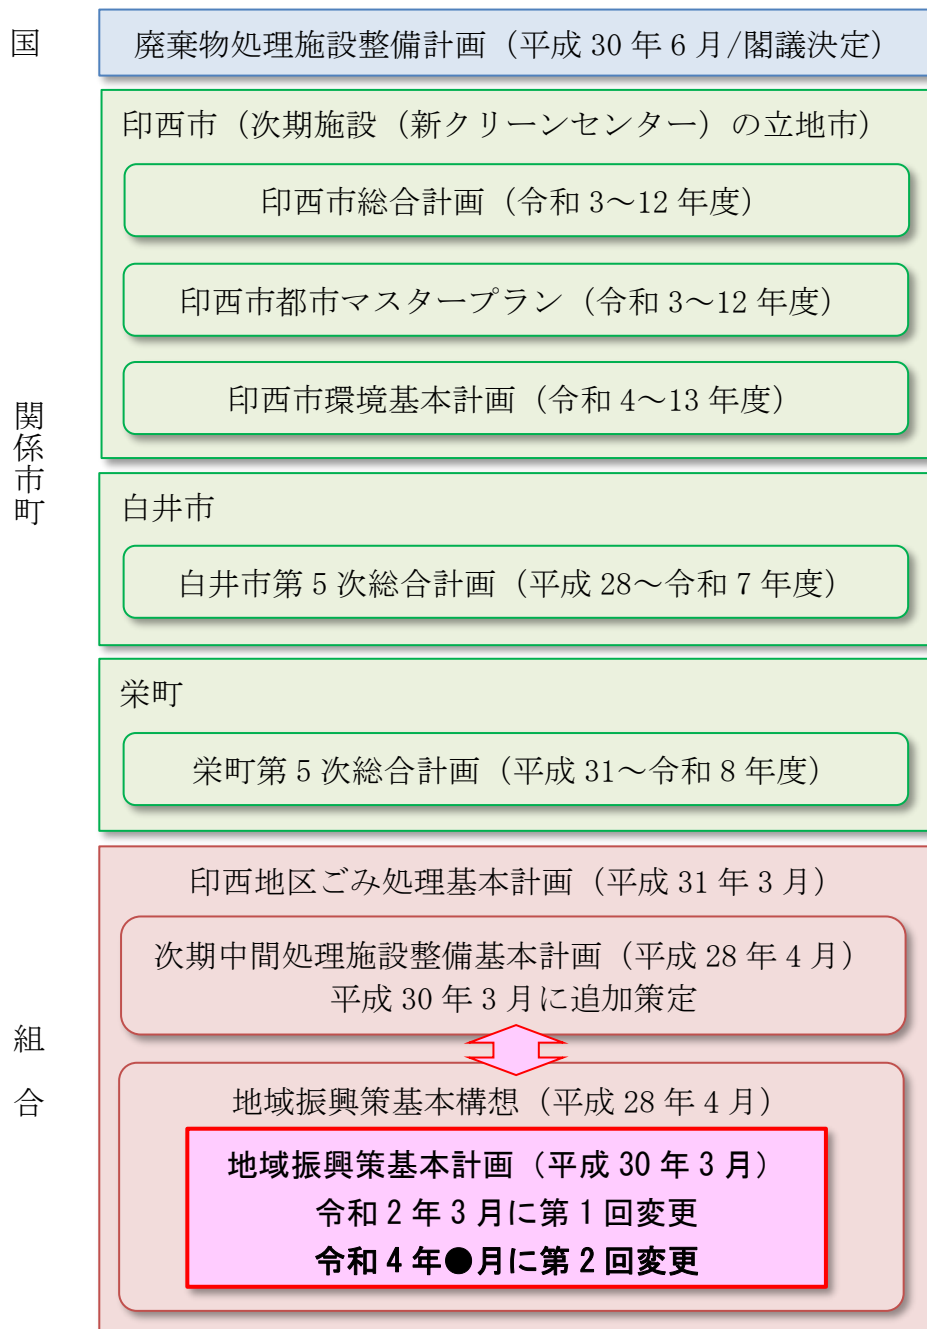 国
廃棄物処理施設整備計画（平成 30 年 6 月/閣議決定）
関係市町
印西市（次期施設（新クリーンセンター）の立地市）
印西市総合計画（令和 3～12 年度）
印西市都市マスタープラン（令和 3～12 年度）
印西市環境基本計画（令和 4～13 年度）
白井市
白井市第 5 次総合計画（平成 28～令和 7 年度）
栄町
栄町第 5 次総合計画（平成 31～令和 8 年度）
組合
印西地区ごみ処理基本計画（平成 31 年 3 月）
次期中間処理施設整備基本計画（平成 28 年 4 月）
平成 30 年 3 月に追加策定
地域振興策基本構想（平成 28 年 4 月）
地域振興策基本計画（平成 30 年 3 月）
令和 2 年 3 月に第 1 回変更
令和 4 年●月に第 2 回変更